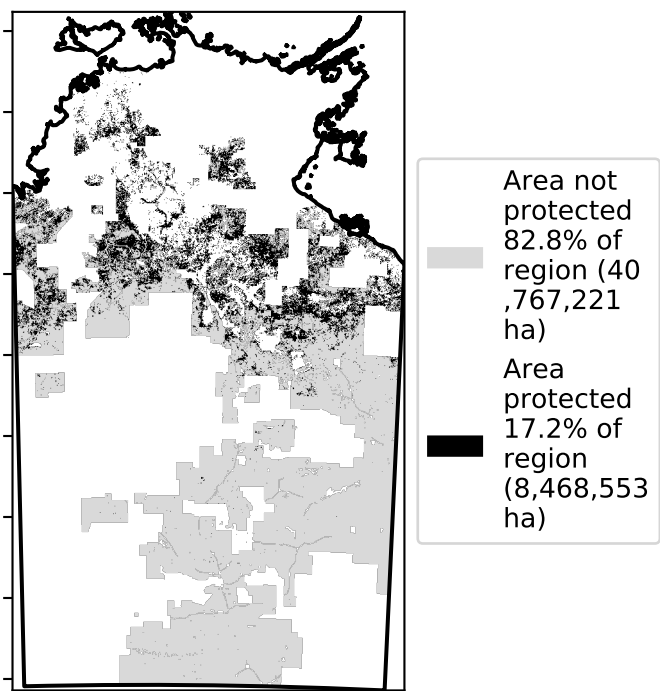 Area not
protected
82.8% of
region (40
,767,221
ha)
Area
protected
17.2% of
region
(8,468,553
ha)